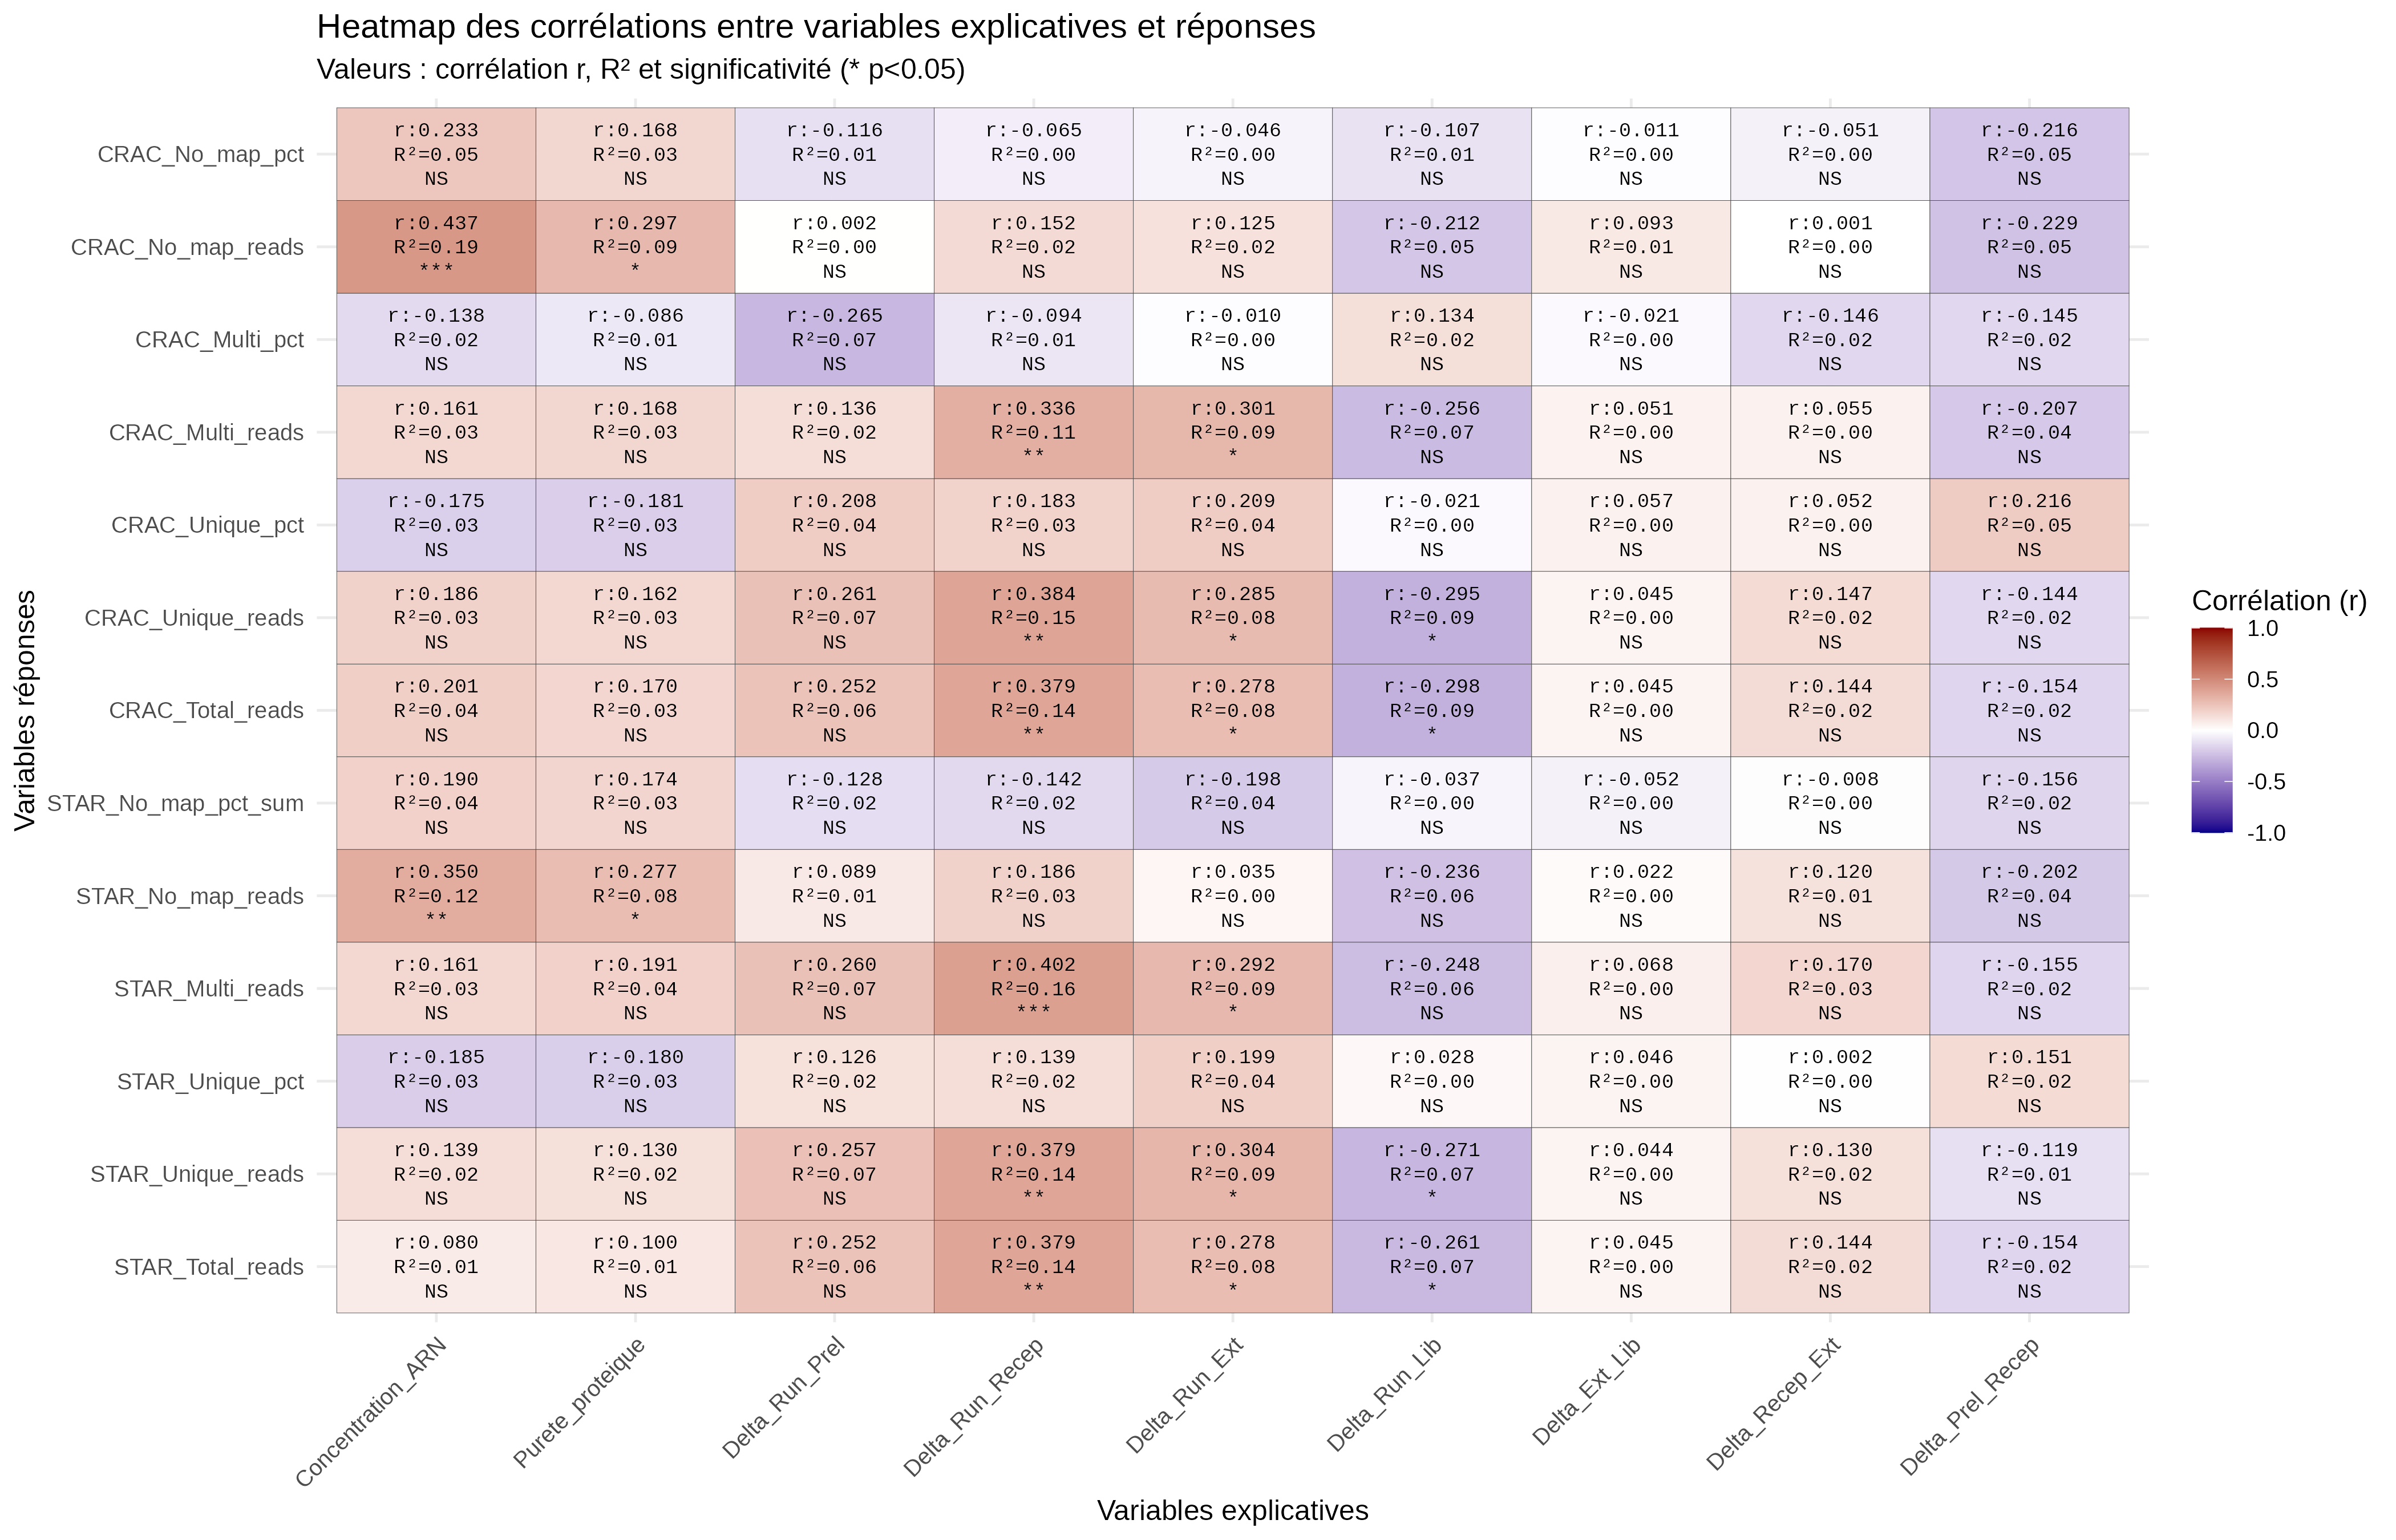 Heatmap des corrélations entre variables explicatives et réponses
Valeurs : corrélation r, R² et significativité (* p<0.05)
Variables réponses
CRAC_No_map_pct
r:0.233 r:0.168 r:-0.116 r:-0.065 r:-0.046 r:-0.107 r:-0.011 r:-0.051 r:-0.216
R²=0.05 R²=0.03 R²=0.01 R²=0.00 R²=0.00 R²=0.01 R²=0.00 R²=0.00 R²=0.05
NS NS NS NS NS NS NS NS NS
CRAC_No_map_reads
r:0.437 r:0.297 r:0.002 r:0.152 r:0.125 r:-0.212 r:0.093 r:0.001 r:-0.229
R²=0.19 R²=0.09 R²=0.00 R²=0.02 R²=0.02 R²=0.05 R²=0.01 R²=0.00 R²=0.05
*** * NS NS NS NS NS NS NS
CRAC_Multi_pct
r:-0.138 r:-0.086 r:-0.265 r:-0.094 r:-0.010 r:0.134 r:-0.021 r:-0.146 r:-0.145
R²=0.02 R²=0.01 R²=0.07 R²=0.01 R²=0.00 R²=0.02 R²=0.00 R²=0.02 R²=0.02
NS NS NS NS NS NS NS NS NS
CRAC_Multi_reads
r:0.161 r:0.168 r:0.136 r:0.336 r:0.301 r:-0.256 r:0.051 r:0.055 r:-0.207
R²=0.03 R²=0.03 R²=0.02 R²=0.11 R²=0.09 R²=0.07 R²=0.00 R²=0.00 R²=0.04
NS NS NS ** * NS NS NS NS
CRAC_Unique_pct
r:-0.175 r:-0.181 r:0.208 r:0.183 r:0.209 r:-0.021 r:0.057 r:0.052 r:0.216
R²=0.03 R²=0.03 R²=0.04 R²=0.03 R²=0.04 R²=0.00 R²=0.00 R²=0.00 R²=0.05
NS NS NS NS NS NS NS NS NS
CRAC_Unique_reads
r:0.186 r:0.162 r:0.261 r:0.384 r:0.285 r:-0.295 r:0.045 r:0.147 r:-0.144
R²=0.03 R²=0.03 R²=0.07 R²=0.15 R²=0.08 R²=0.09 R²=0.00 R²=0.02 R²=0.02
NS NS NS ** * * NS NS NS
CRAC_Total_reads
r:0.201 r:0.170 r:0.252 r:0.379 r:0.278 r:-0.298 r:0.045 r:0.144 r:-0.154
R²=0.04 R²=0.03 R²=0.06 R²=0.14 R²=0.08 R²=0.09 R²=0.00 R²=0.02 R²=0.02
NS NS NS ** * * NS NS NS
STAR_No_map_pct_sum
r:0.190 r:0.174 r:-0.128 r:-0.142 r:-0.198 r:-0.037 r:-0.052 r:-0.008 r:-0.156
R²=0.04 R²=0.03 R²=0.02 R²=0.02 R²=0.04 R²=0.00 R²=0.00 R²=0.00 R²=0.02
NS NS NS NS NS NS NS NS NS
STAR_No_map_reads
r:0.350 r:0.277 r:0.089 r:0.186 r:0.035 r:-0.236 r:0.022 r:0.120 r:-0.202
R²=0.12 R²=0.08 R²=0.01 R²=0.03 R²=0.00 R²=0.06 R²=0.00 R²=0.01 R²=0.04
** * NS NS NS NS NS NS NS
STAR_Multi_reads
r:0.161 r:0.191 r:0.260 r:0.402 r:0.292 r:-0.248 r:0.068 r:0.170 r:-0.155
R²=0.03 R²=0.04 R²=0.07 R²=0.16 R²=0.09 R²=0.06 R²=0.00 R²=0.03 R²=0.02
NS NS NS *** * NS NS NS NS
STAR_Unique_pct
r:-0.185 r:-0.180 r:0.126 r:0.139 r:0.199 r:0.028 r:0.046 r:0.002 r:0.151
R²=0.03 R²=0.03 R²=0.02 R²=0.02 R²=0.04 R²=0.00 R²=0.00 R²=0.00 R²=0.02
NS NS NS NS NS NS NS NS NS
STAR_Unique_reads
r:0.139 r:0.130 r:0.257 r:0.379 r:0.304 r:-0.271 r:0.044 r:0.130 r:-0.119
R²=0.02 R²=0.02 R²=0.07 R²=0.14 R²=0.09 R²=0.07 R²=0.00 R²=0.02 R²=0.01
NS NS NS ** * * NS NS NS
STAR_Total_reads
r:0.080 r:0.100 r:0.252 r:0.379 r:0.278 r:-0.261 r:0.045 r:0.144 r:-0.154
R²=0.01 R²=0.01 R²=0.06 R²=0.14 R²=0.08 R²=0.07 R²=0.00 R²=0.02 R²=0.02
NS NS NS ** * * NS NS NS
Concentration_ARN
Purete_proteique
Delta_Run_Prel
Delta_Run_Recep
Delta_Run_Ext
Delta_Run_Lib
Delta_Ext_Lib
Delta_Recep_Ext
Delta_Prel_Recep
Variables explicatives
Corrélation (r)
1.0
0.5
0.0
-0.5
-1.0